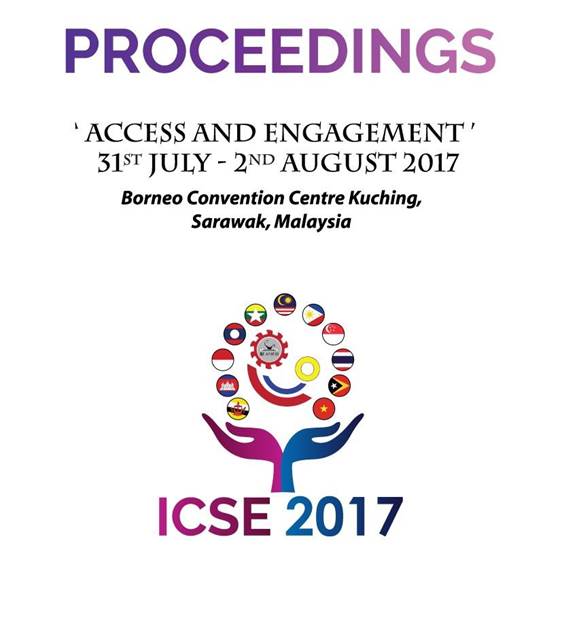 PROCEEDINGS
‘ ACCESS AND ENGAGEMENT ’
31ST JULY - 2ND AUGUST 2017
Borneo Convention Centre Kuching,
Sarawak, Malaysia
ICSE 2017